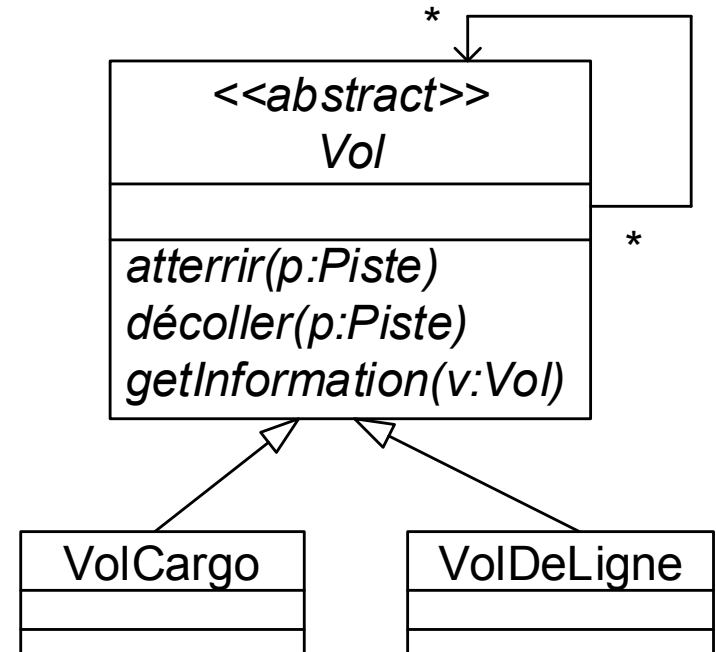 *
<<abstract>>
Vol
*
atterrir(p:Piste)
décoller(p:Piste)
getInformation(v:Vol)
VolCargo
VolDeLigne